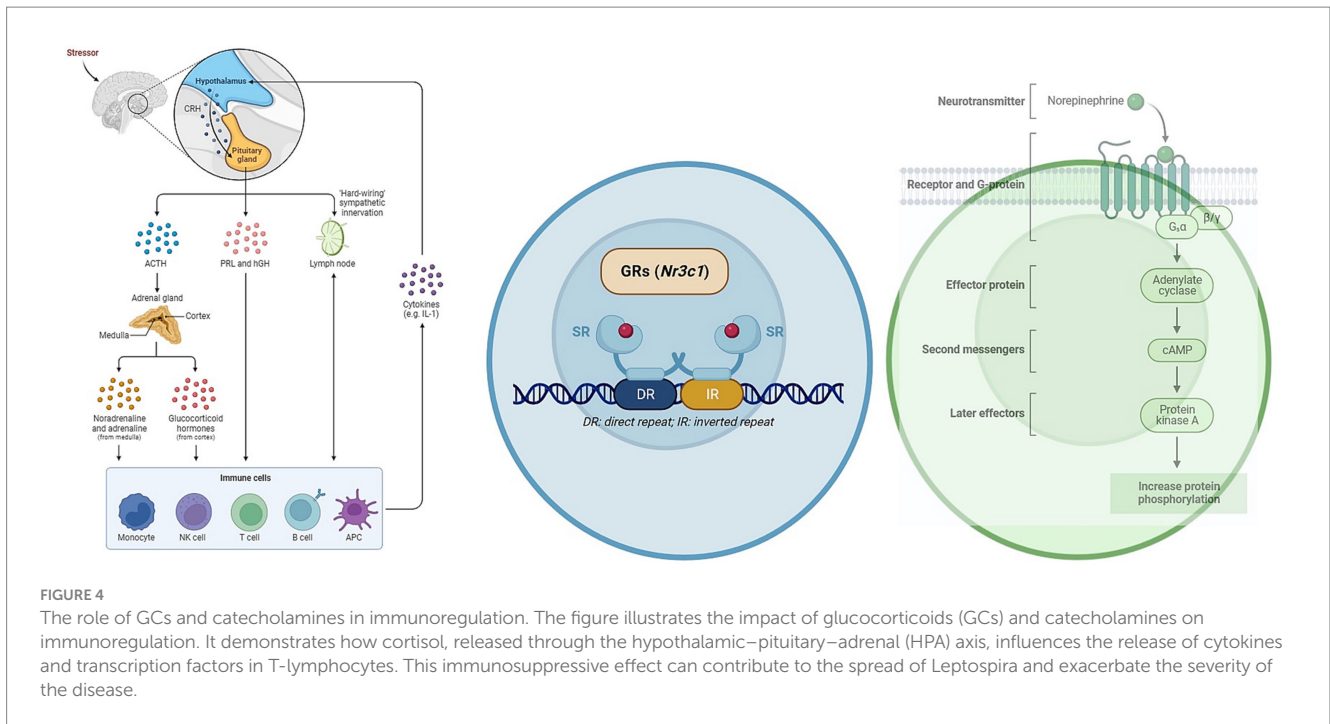 Stressor
Hypothalamus
CRH
Pituitary
gland
'Hard-wiring'
sympathetic
innervation
ACTH
PRL and hGH
Lymph node
Cytokines
(e.g. IL-1)
Adrenal gland
Cortex
Medulla
Noradrenaline
and adrenaline
(from medulla)
Glucocorticoid
hormones
(from cortex)
Immune cells
Monocyte
NK cell
T cell
B cell
APC
GRs (Nr3c1)
SR
SR
DR
IR
DR: direct repeat; IR: inverted repeat
Neurotransmitter
Norepinephrine
Receptor and G-protein
β/γ
Gₛα
Effector protein
Adenylate
cyclase
Second messengers
cAMP
Later effectors
Protein
kinase A
Increase protein
phosphorylation
FIGURE 4
The role of GCs and catecholamines in immunoregulation. The figure illustrates the impact of glucocorticoids (GCs) and catecholamines on
immunoregulation. It demonstrates how cortisol, released through the hypothalamic–pituitary–adrenal (HPA) axis, influences the release of cytokines
and transcription factors in T-lymphocytes. This immunosuppressive effect can contribute to the spread of Leptospira and exacerbate the severity of
the disease.